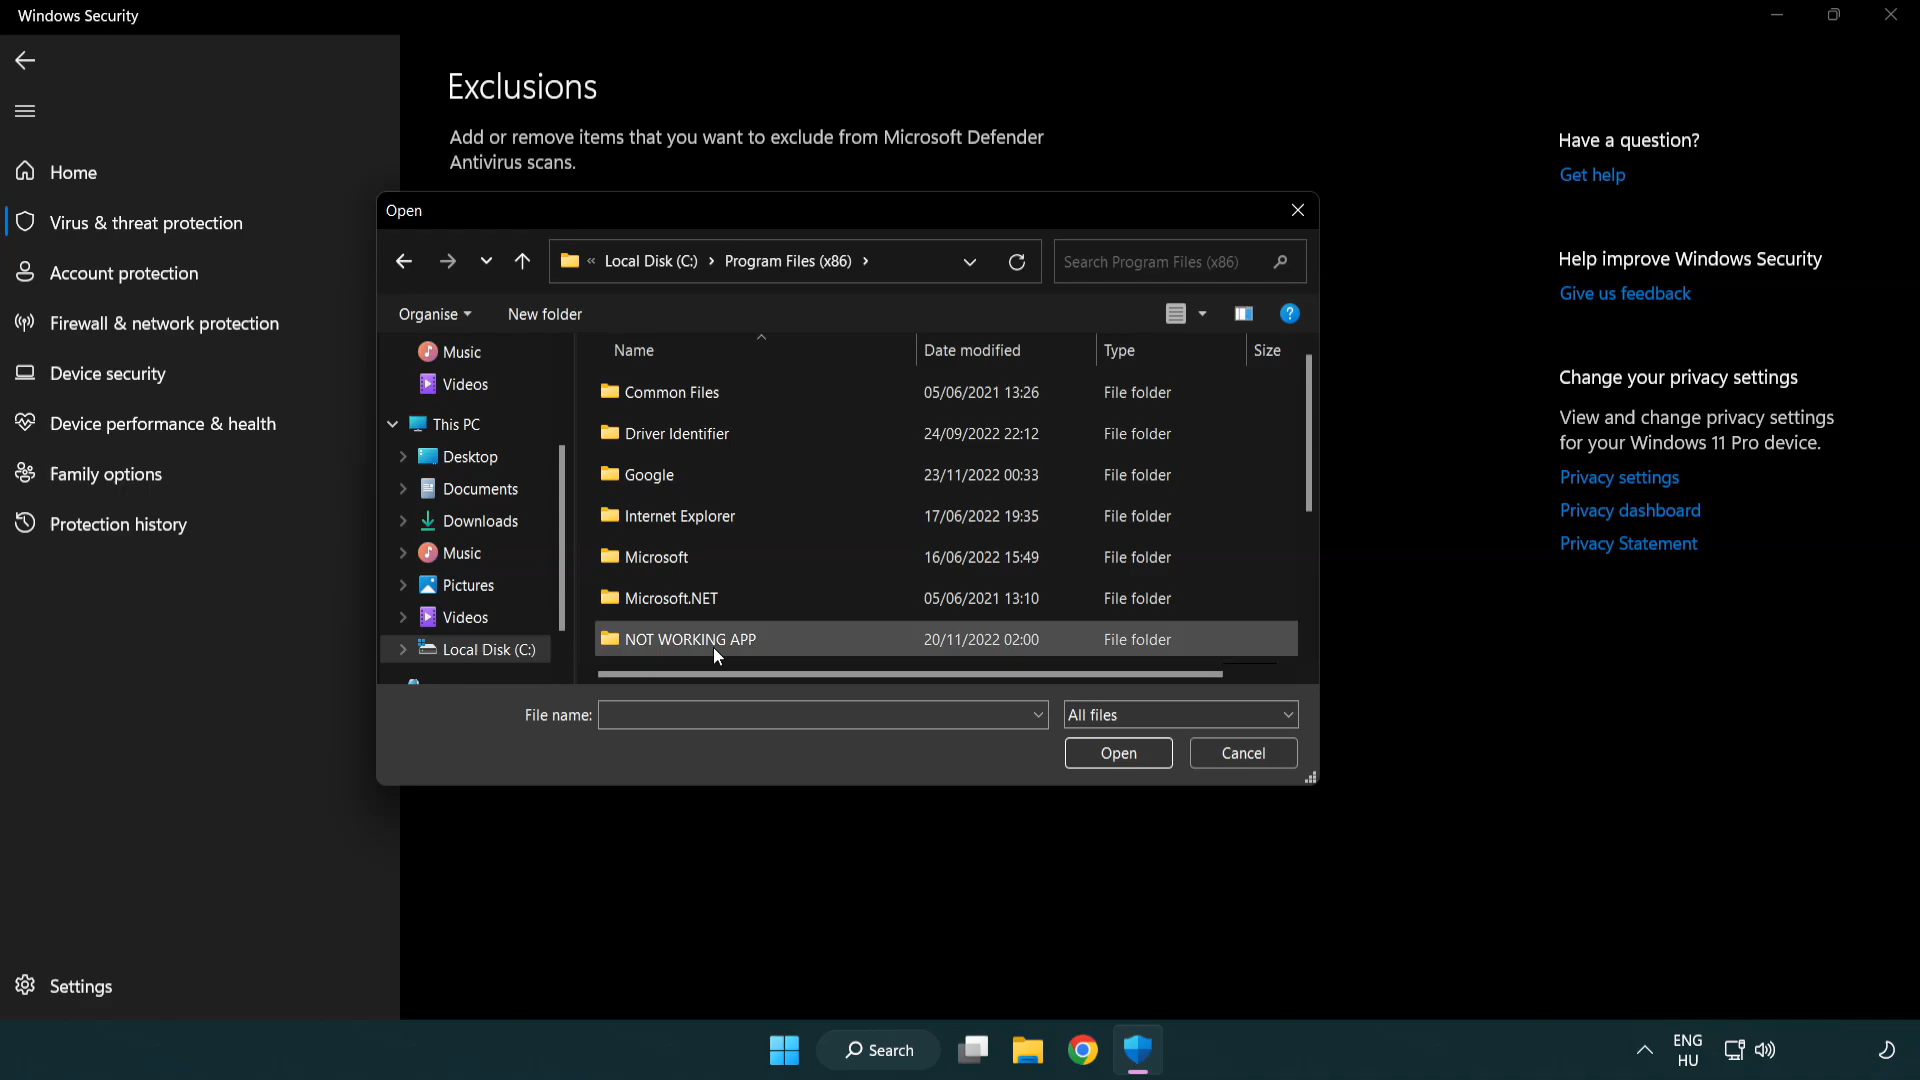 Windows Security
Home
Virus & threat protection
Account protection
Firewall & network protection
Device security
Device performance & health
Family options
Protection history
Settings
Exclusions
Add or remove items that you want to exclude from Microsoft Defender
Antivirus scans.
Open
« Local Disk (C:) › Program Files (x86) ›
Search Program Files (x86)
Organise
New folder
?
Music
Videos
This PC
Desktop
Documents
Downloads
Music
Pictures
Videos
Local Disk (C:)
Name Date modified Type Size
Common Files 05/06/2021 13:26 File folder
Driver Identifier 24/09/2022 22:12 File folder
Google 23/11/2022 00:33 File folder
Internet Explorer 17/06/2022 19:35 File folder
Microsoft 16/06/2022 15:49 File folder
Microsoft.NET 05/06/2021 13:10 File folder
NOT WORKING APP 20/11/2022 02:00 File folder
File name:
All files
Open
Cancel
Have a question?
Get help
Help improve Windows Security
Give us feedback
Change your privacy settings
View and change privacy settings
for your Windows 11 Pro device.
Privacy settings
Privacy dashboard
Privacy Statement
Search
ENG
HU